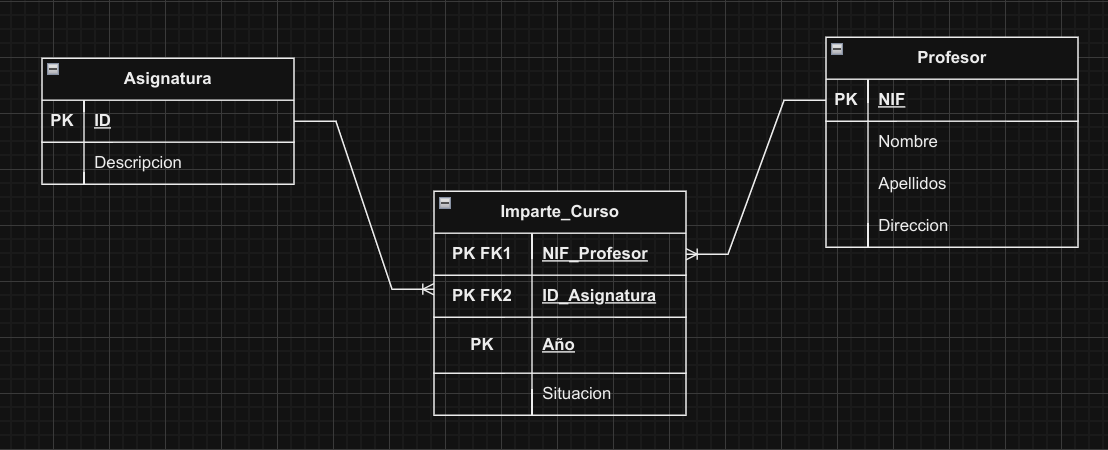 Asignatura
PK ID
Descripcion
Profesor
PK NIF
Nombre
Apellidos
Direccion
Imparte_Curso
PK FK1 NIF_Profesor
PK FK2 ID_Asignatura
PK Año
Situacion